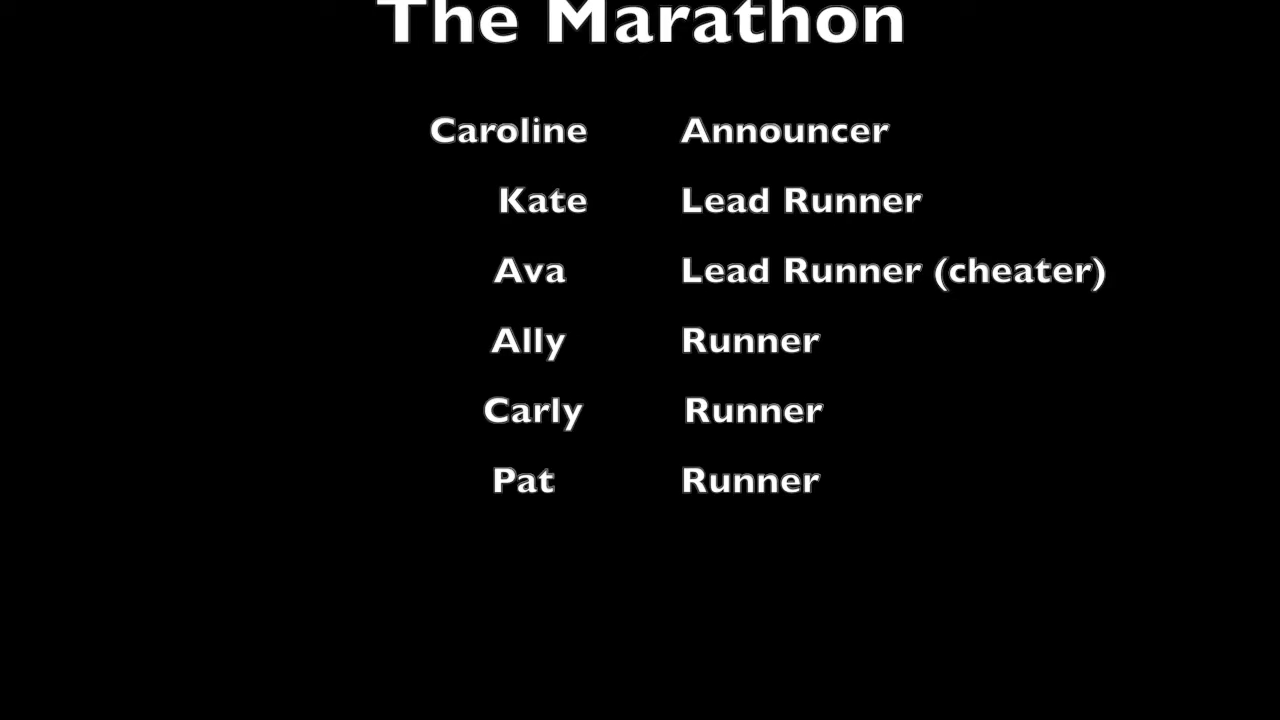 The Marathon
Caroline Announcer
Kate Lead Runner
Ava Lead Runner (cheater)
Ally Runner
Carly Runner
Pat Runner